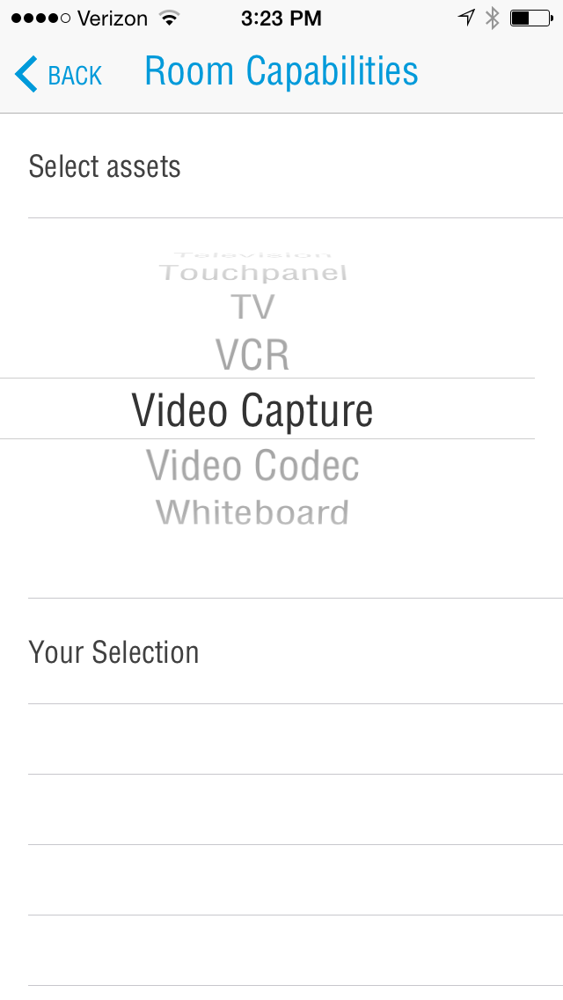 Verizon 3:23 PM
BACK Room Capabilities
Select assets
Television
Touchpanel
TV
VCR
Video Capture
Video Codec
Whiteboard
Your Selection